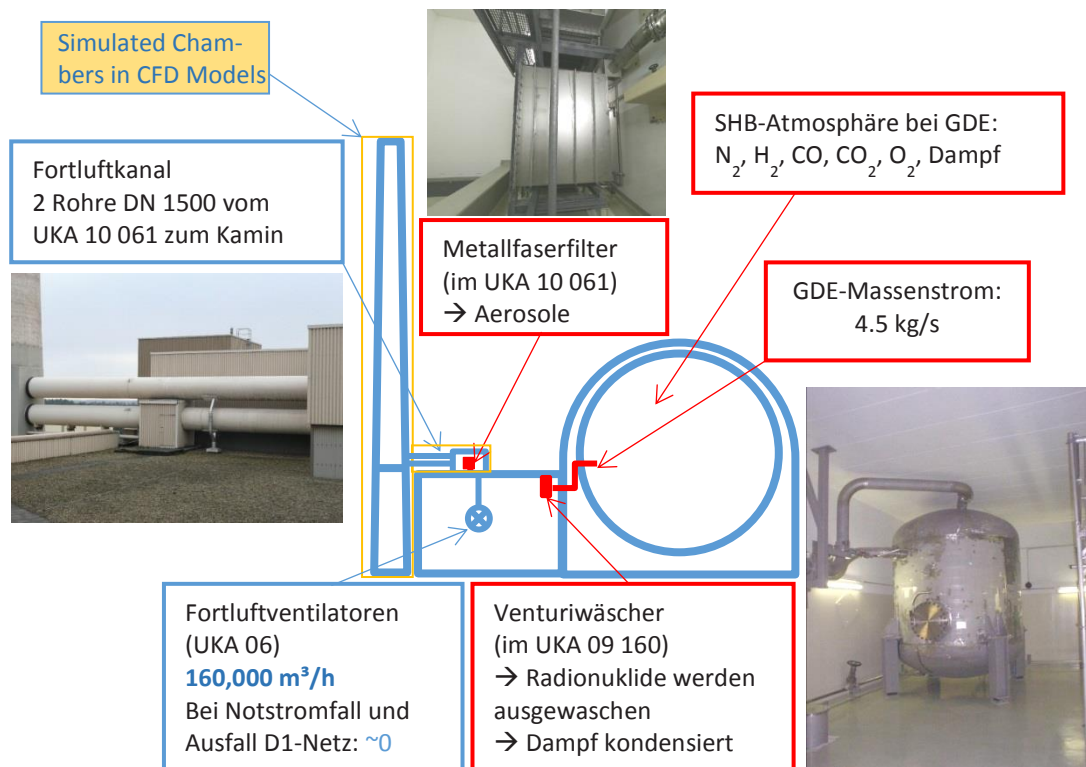 Simulated Cham-
bers in CFD Models
Fortluftkanal
2 Rohre DN 1500 vom
UKA 10 061 zum Kamin
Metallfaserfilter
(im UKA 10 061)
→ Aerosole
SHB-Atmosphäre bei GDE:
N₂, H₂, CO, CO₂, O₂, Dampf
GDE-Massenstrom:
4.5 kg/s
Fortluftventilatoren
(UKA 06)
160,000 m³/h
Bei Notstromfall und
Ausfall D1-Netz: ~0
Venturiwäscher
(im UKA 09 160)
→ Radionuklide werden
ausgewaschen
→ Dampf kondensiert